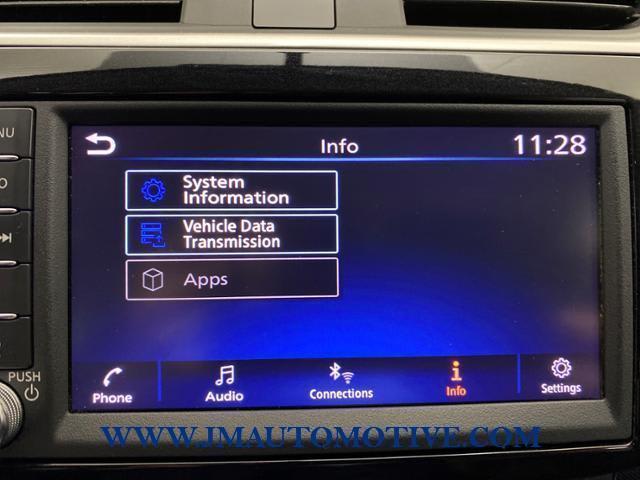 Info
11:28
System
Information
Vehicle Data
Transmission
Apps
Phone
Audio
Connections
Info
Settings
PUSH
WWW.JMAUTOMOTIVE.COM